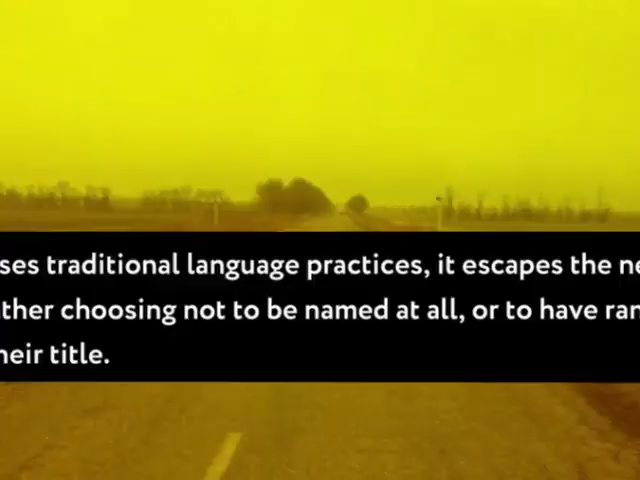 ses traditional language practices, it escapes the ne
ther choosing not to be named at all, or to have ran
heir title.